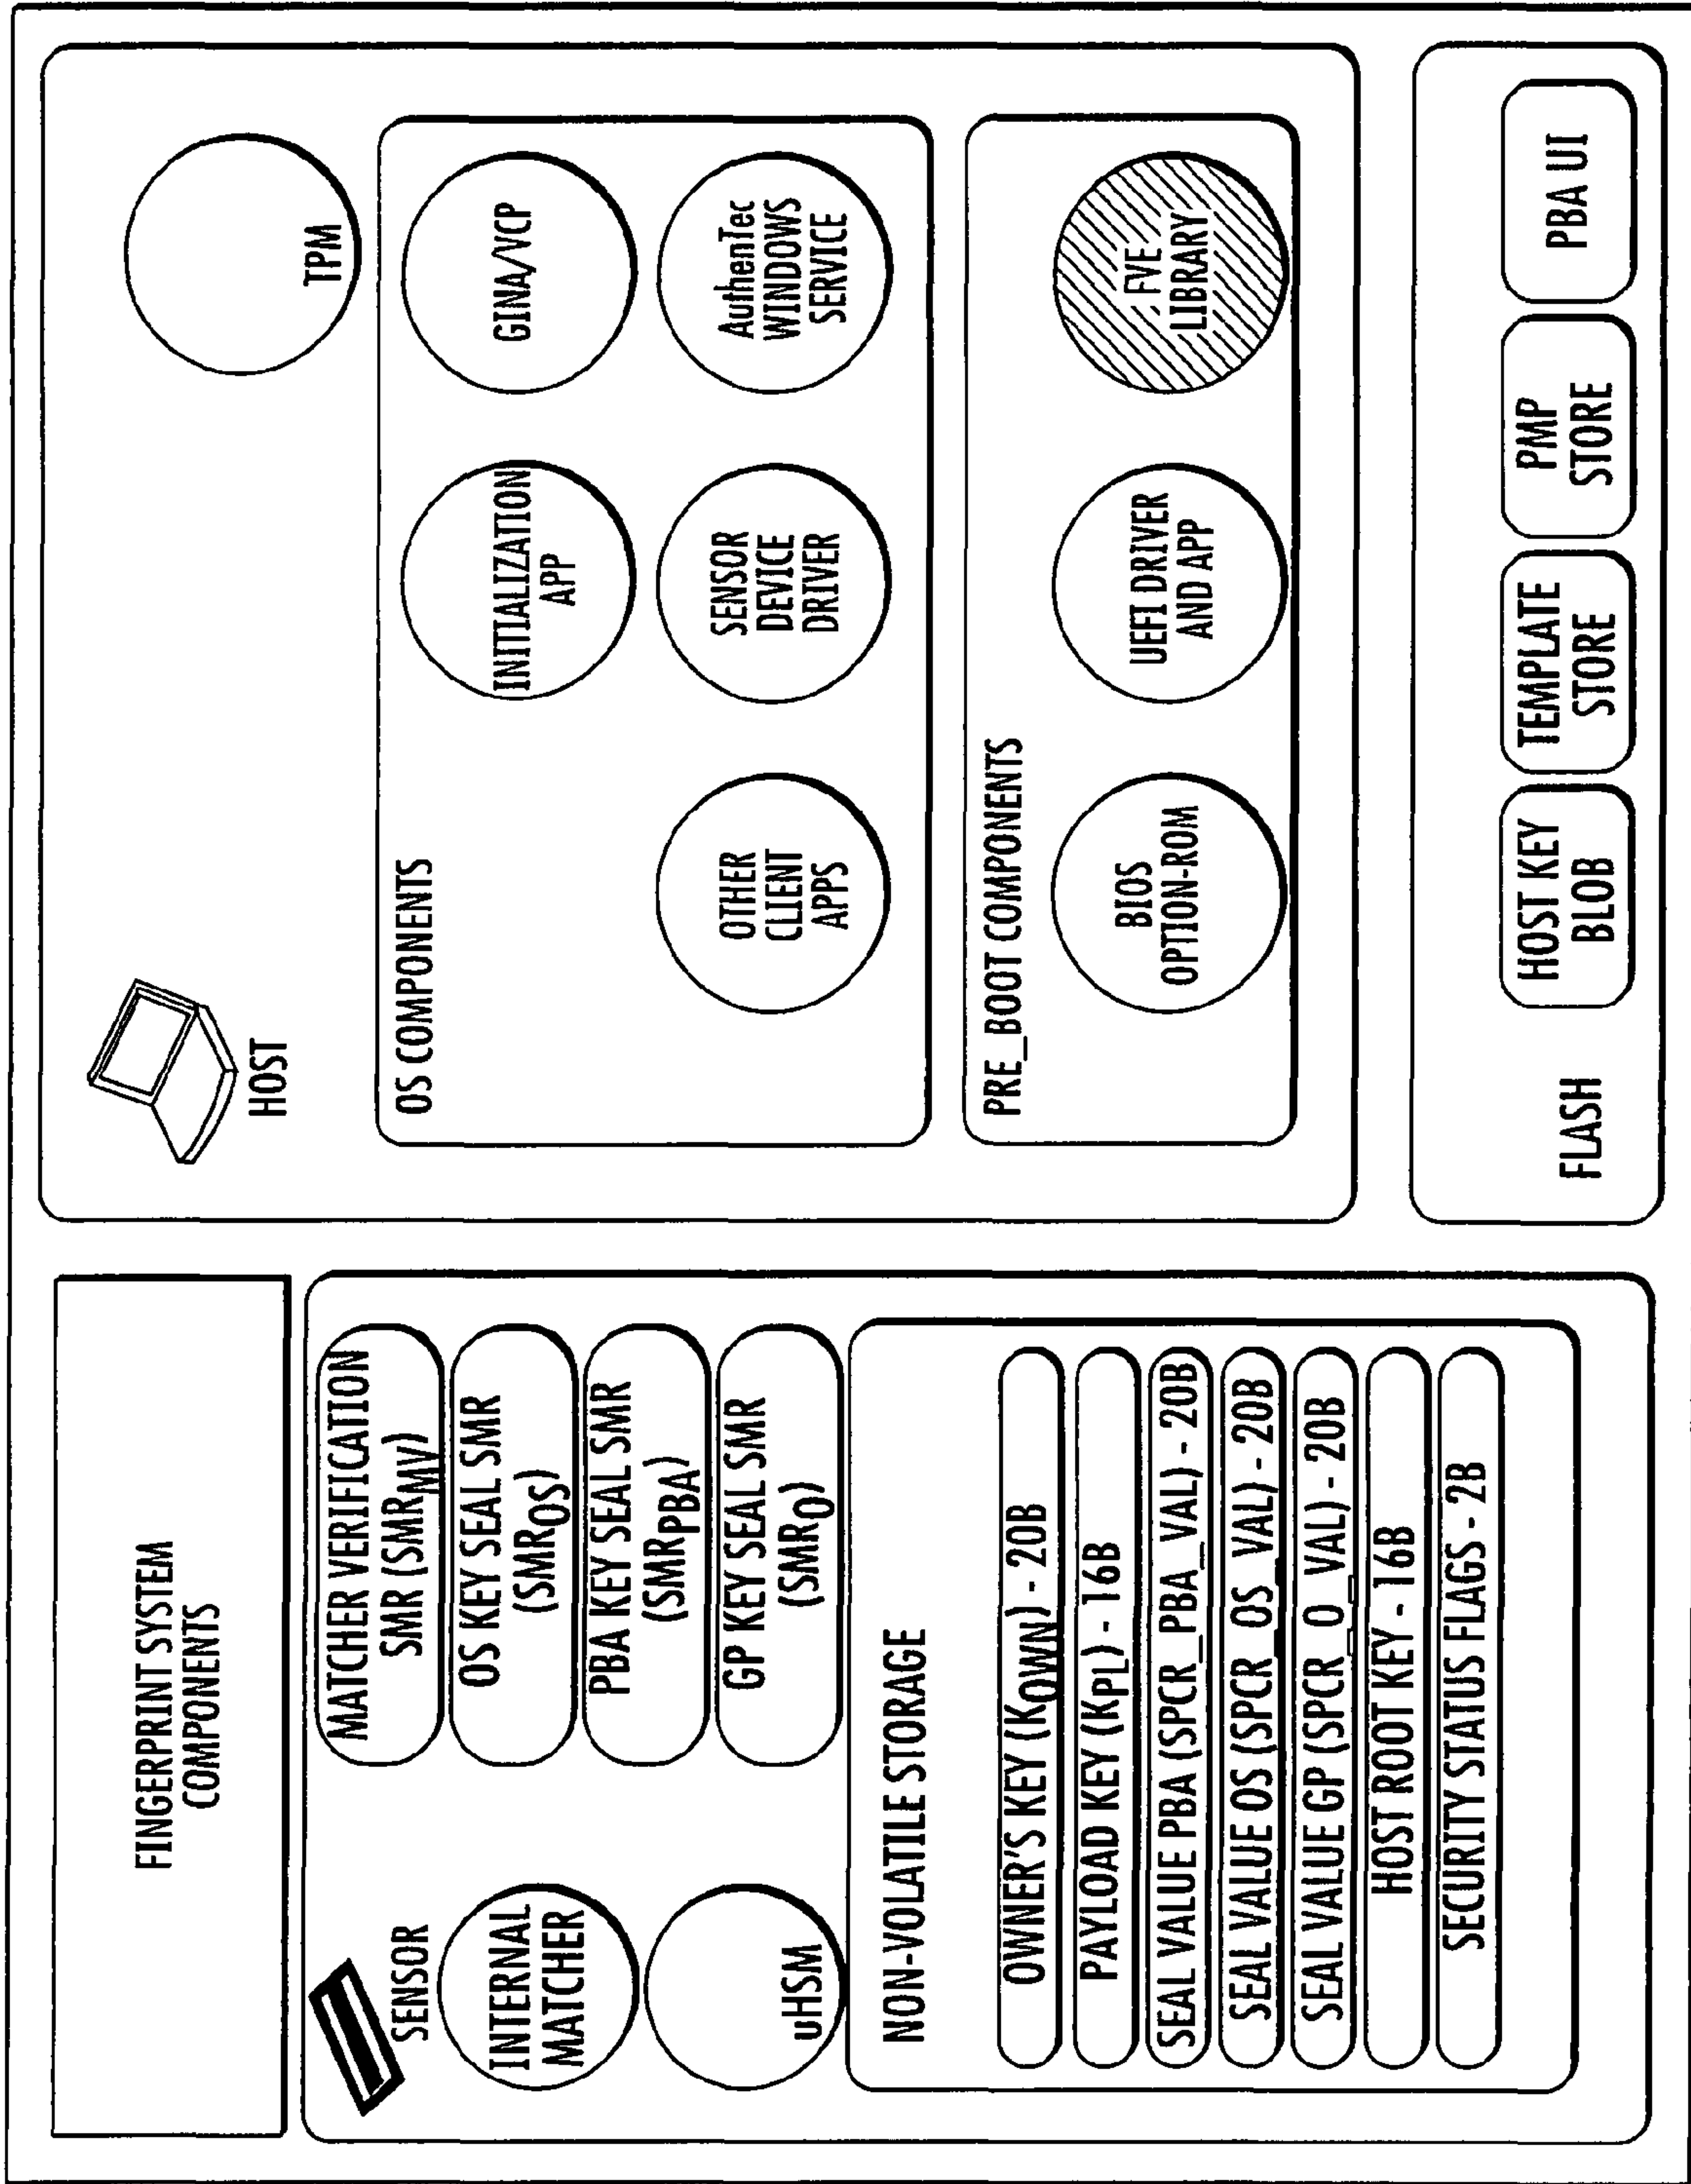 FINGERPRINT SYSTEM
COMPONENTS
SENSOR
INTERNAL
MATCHER
uHSM
MATCHER VERIFICATION
SMR (SMRMV)
OS KEY SEAL SMR
(SMROS)
PBA KEY SEAL SMR
(SMRPBA)
GP KEY SEAL SMR
(SMRO)
NON-VOLATILE STORAGE
OWNER'S KEY (KOWN) - 20B
PAYLOAD KEY (KPL) - 16B
SEAL VALUE PBA (SPCR_PBA_VAL) - 20B
SEAL VALUE OS (SPCR_OS_VAL) - 20B
SEAL VALUE GP (SPCR_O_VAL) - 20B
HOST ROOT KEY - 16B
SECURITY STATUS FLAGS - 2B
HOST
TPM
OS COMPONENTS
INITIALIZATION
APP
GINA/VCP
OTHER
CLIENT
APPS
SENSOR
DEVICE
DRIVER
AuthenTec
WINDOWS
SERVICE
PRE_BOOT COMPONENTS
BIOS
OPTION-ROM
UEFI DRIVER
AND APP
FVE
LIBRARY
FLASH
HOST KEY
BLOB
TEMPLATE
STORE
PMP
STORE
PBA UI